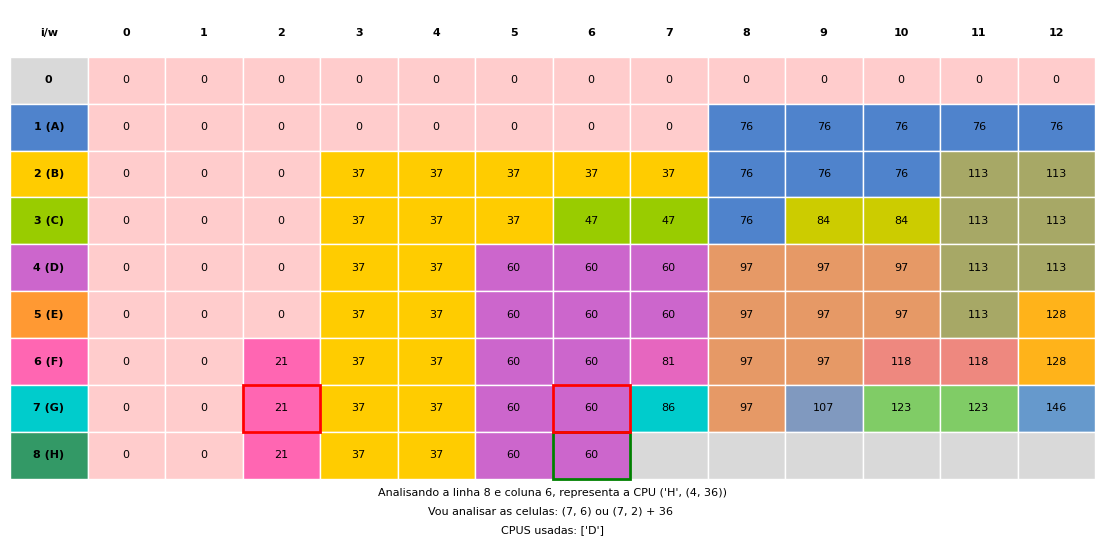 i/w 0 1 2 3 4 5 6 7 8 9 10 11 12
0 0 0 0 0 0 0 0 0 0 0 0 0 0
1 (A) 0 0 0 0 0 0 0 0 76 76 76 76 76
2 (B) 0 0 0 37 37 37 37 37 76 76 76 113 113
3 (C) 0 0 0 37 37 37 47 47 76 84 84 113 113
4 (D) 0 0 0 37 37 60 60 60 97 97 97 113 113
5 (E) 0 0 0 37 37 60 60 60 97 97 97 113 128
6 (F) 0 0 21 37 37 60 60 81 97 97 118 118 128
7 (G) 0 0 21 37 37 60 60 86 97 107 123 123 146
8 (H) 0 0 21 37 37 60 60
Analisando a linha 8 e coluna 6, representa a CPU ('H', (4, 36))
Vou analisar as celulas: (7, 6) ou (7, 2) + 36
CPUS usadas: ['D']